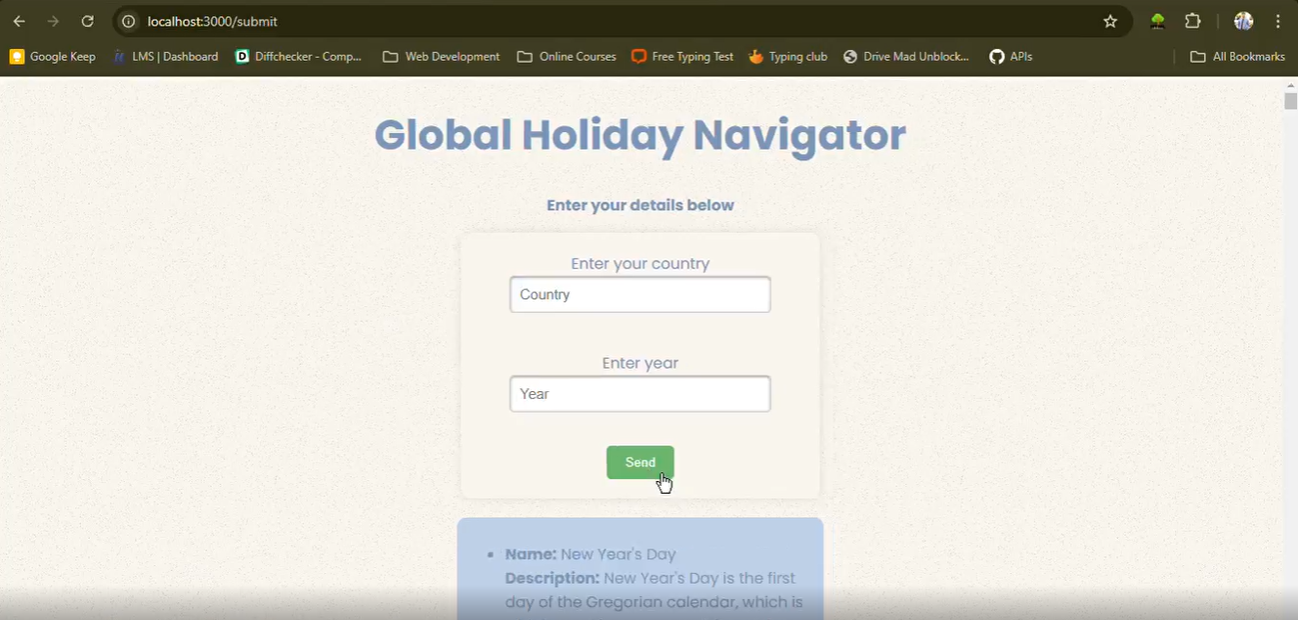 localhost:3000/submit
Google Keep LMS | Dashboard Diffchecker - Comp... Web Development Online Courses Free Typing Test Typing club Drive Mad Unblock... APIs All Bookmarks
Global Holiday Navigator
Enter your details below
Enter your country
Country
Enter year
Year
Send
Name: New Year's Day
Description: New Year's Day is the first
day of the Gregorian calendar, which is